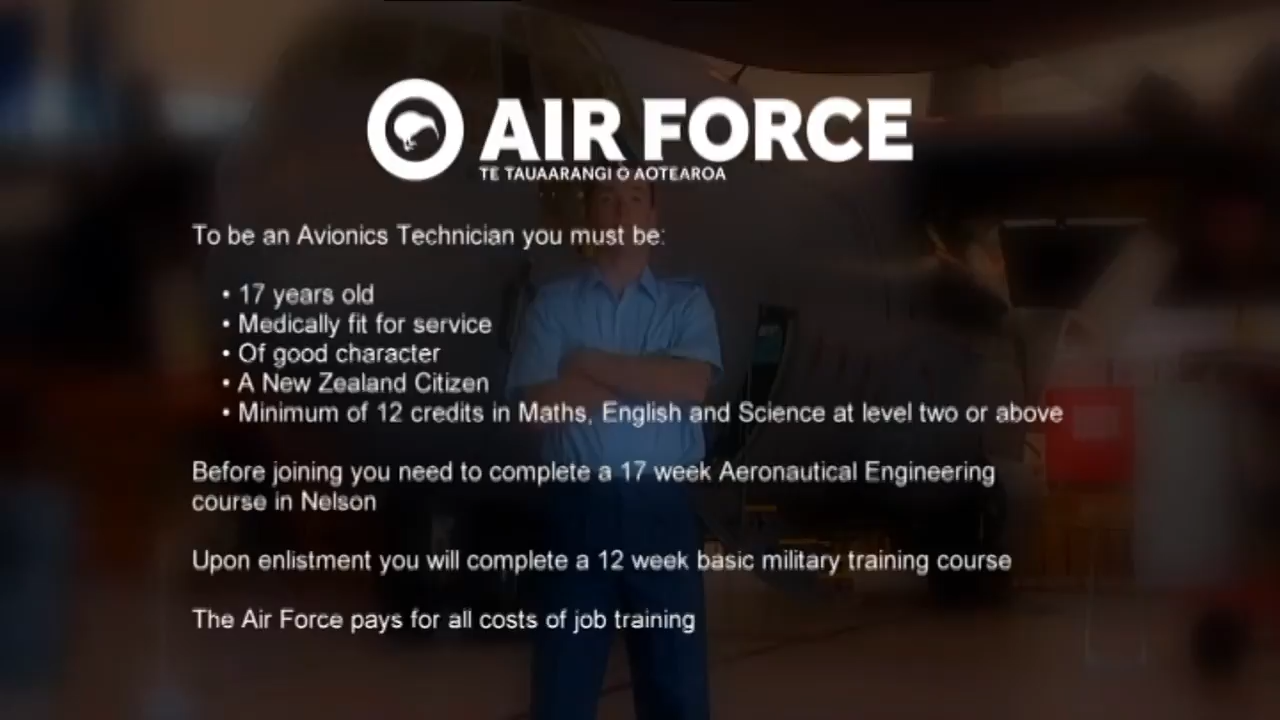 AIR FORCE
TE TAUAARANGI O AOTEAROA
To be an Avionics Technician you must be:
• 17 years old
• Medically fit for service
• Of good character
• A New Zealand Citizen
• Minimum of 12 credits in Maths, English and Science at level two or above
Before joining you need to complete a 17 week Aeronautical Engineering
course in Nelson
Upon enlistment you will complete a 12 week basic military training course
The Air Force pays for all costs of job training